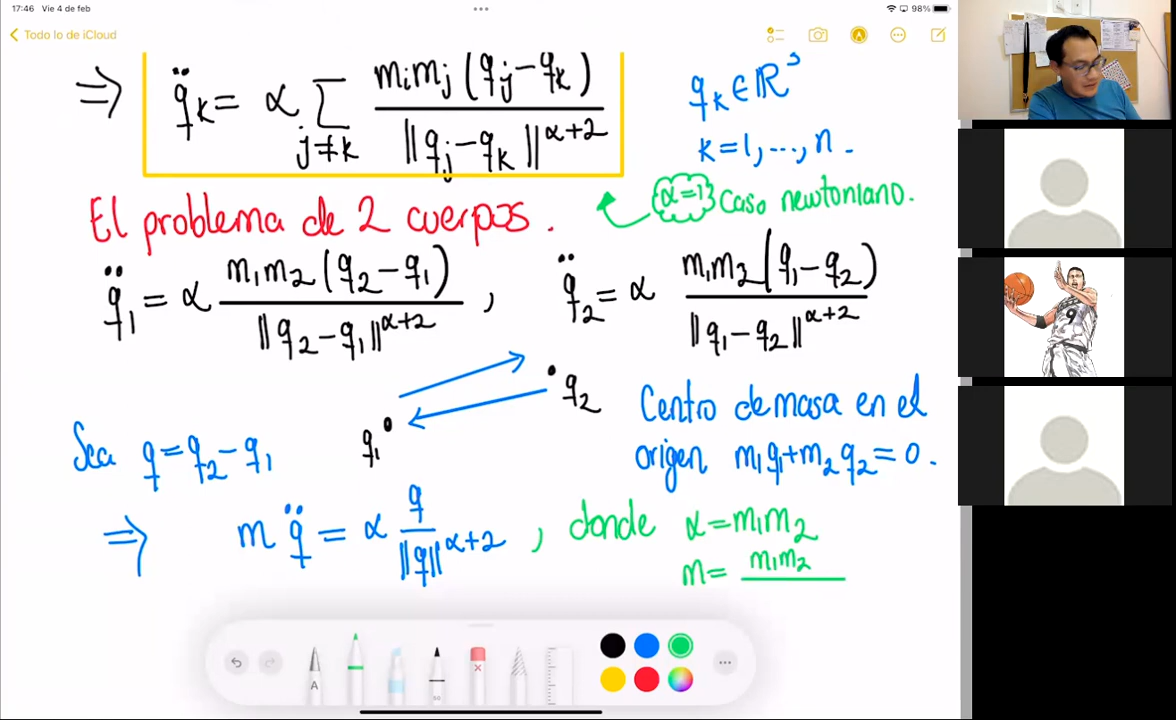 17:46 Vie 4 de feb
98%
Todo lo de iCloud
⇒ q̈k = α ∑j≠k mimj (qj−qk) / ‖qj−qk‖^α+2
qk ∈ ℝ³
k=1,...,n.
α=1 caso newtoniano.
El problema de 2 cuerpos.
q̈1 = α m1m2 (q2−q1) / ‖q2−q1‖^α+2 , q̈2 = α m1m2 (q1−q2) / ‖q1−q2‖^α+2
q1 q2
Centro de masa en el
origen m1q1+m2q2=0.
Sea q=q2−q1
⇒ m q̈ = α q / ‖q‖^α+2 , donde α=m1m2
m= m1m2
A
50
9